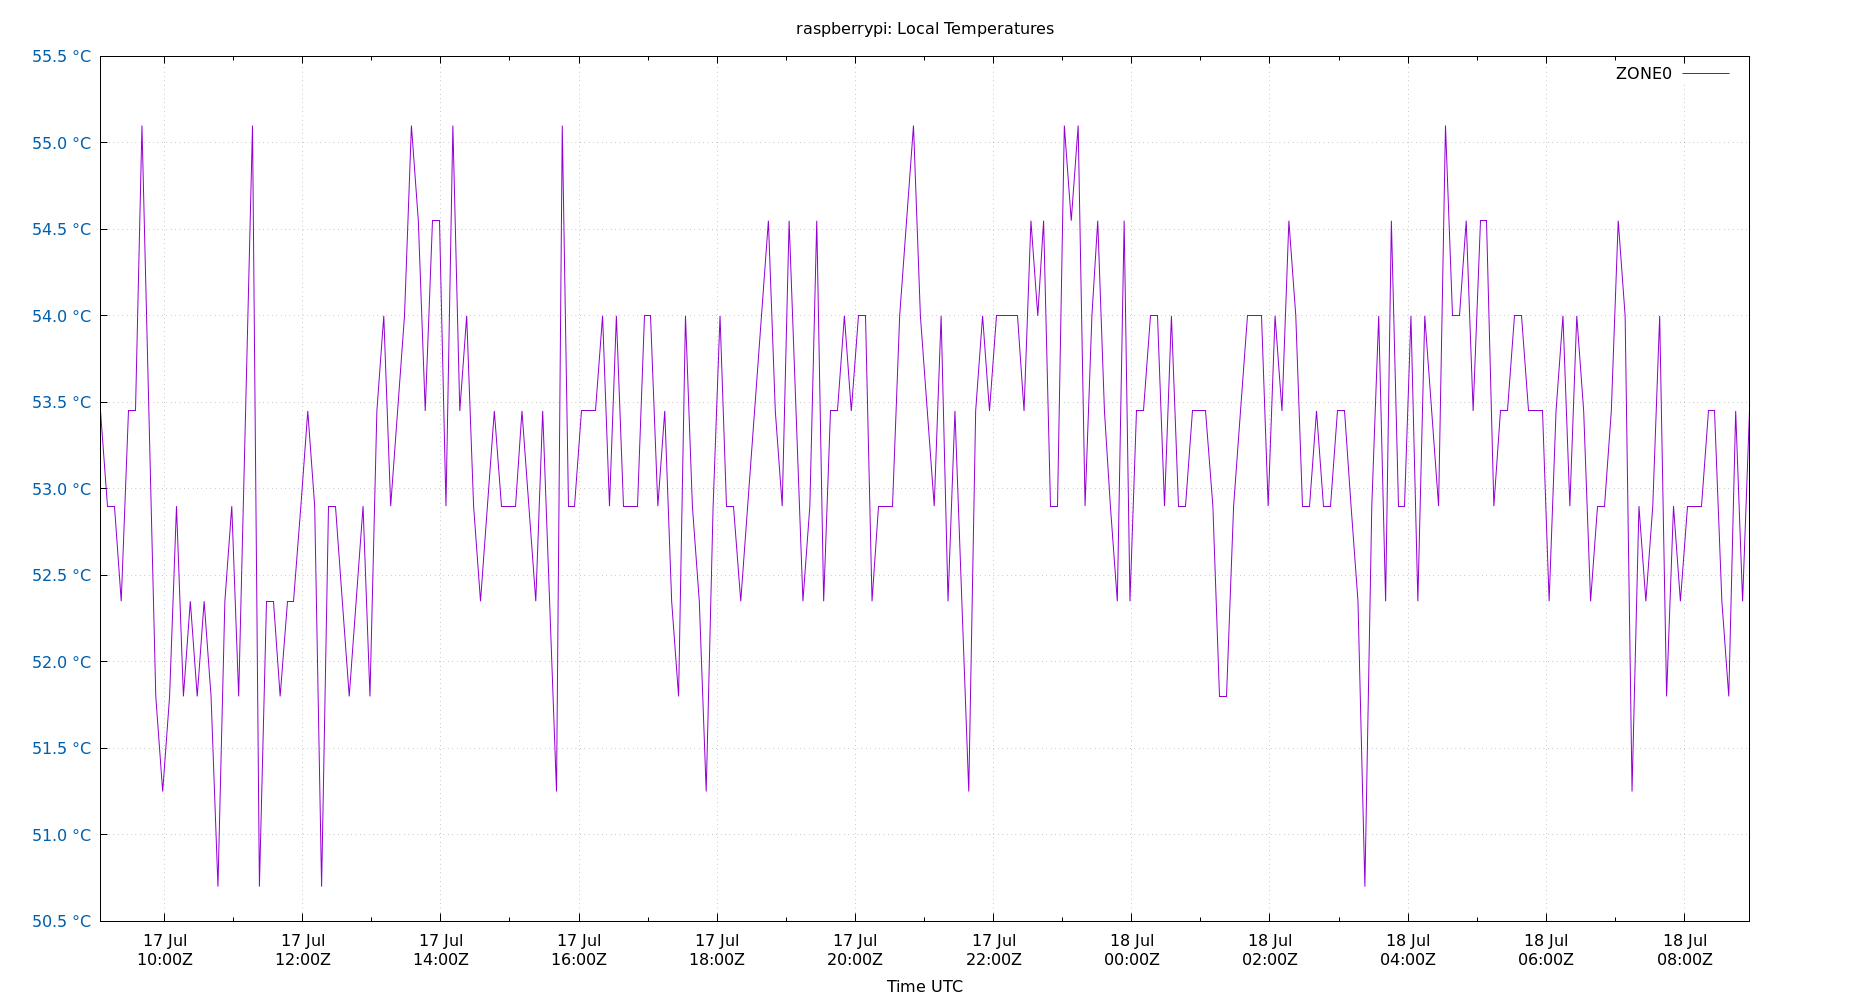 raspberrypi: Local Temperatures
55.5 °C
55.0 °C
54.5 °C
54.0 °C
53.5 °C
53.0 °C
52.5 °C
52.0 °C
51.5 °C
51.0 °C
50.5 °C
ZONE0
17 Jul 17 Jul 17 Jul 17 Jul 17 Jul 17 Jul 17 Jul 18 Jul 18 Jul 18 Jul 18 Jul 18 Jul
10:00Z 12:00Z 14:00Z 16:00Z 18:00Z 20:00Z 22:00Z 00:00Z 02:00Z 04:00Z 06:00Z 08:00Z
Time UTC